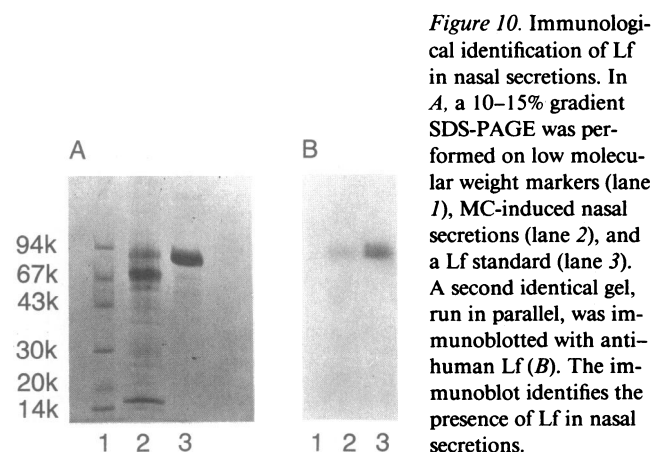 Figure 10. Immunologi-
cal identification of Lf
in nasal secretions. In
A, a 10–15% gradient
SDS-PAGE was per-
formed on low molecu-
lar weight markers (lane
1), MC-induced nasal
secretions (lane 2), and
a Lf standard (lane 3).
A second identical gel,
run in parallel, was im-
munoblotted with anti–
human Lf (B). The im-
munoblot identifies the
presence of Lf in nasal
secretions.
A
B
94k
67k
43k
30k
20k
14k
1 2 3
1 2 3